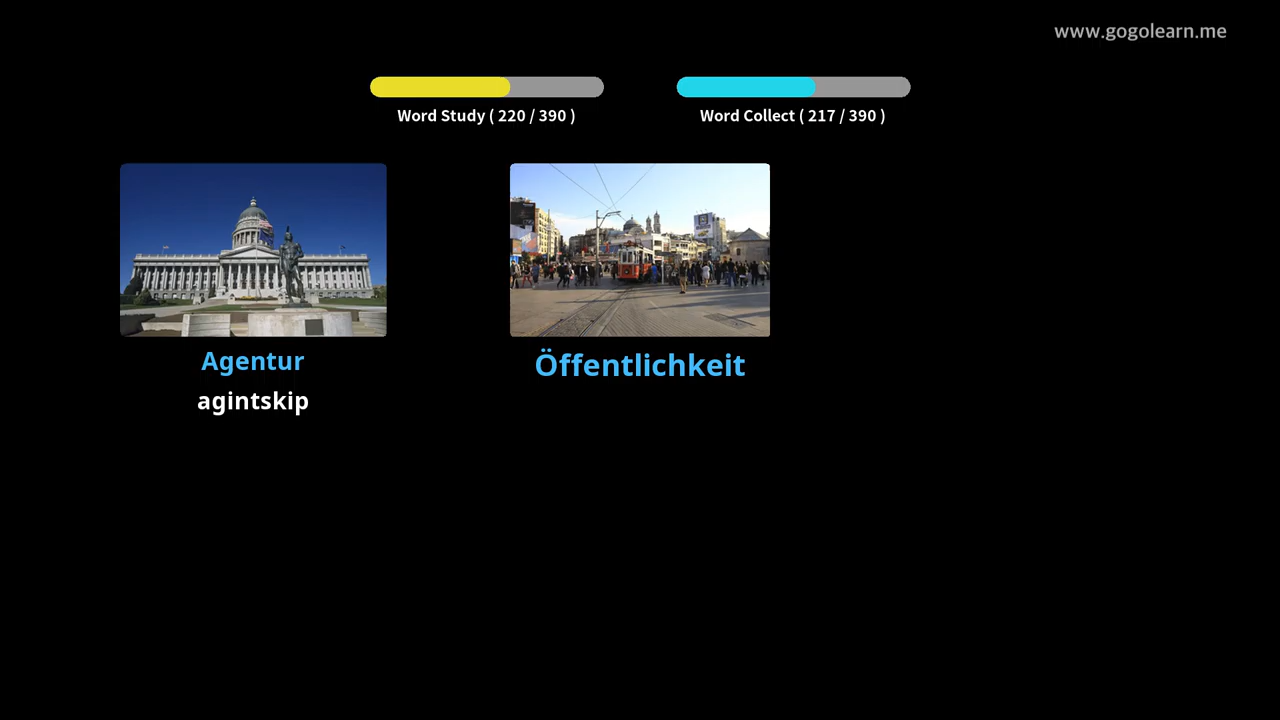 www.gogolearn.me
Word Study ( 220 / 390 )
Word Collect ( 217 / 390 )
Agentur
agintskip
Öffentlichkeit